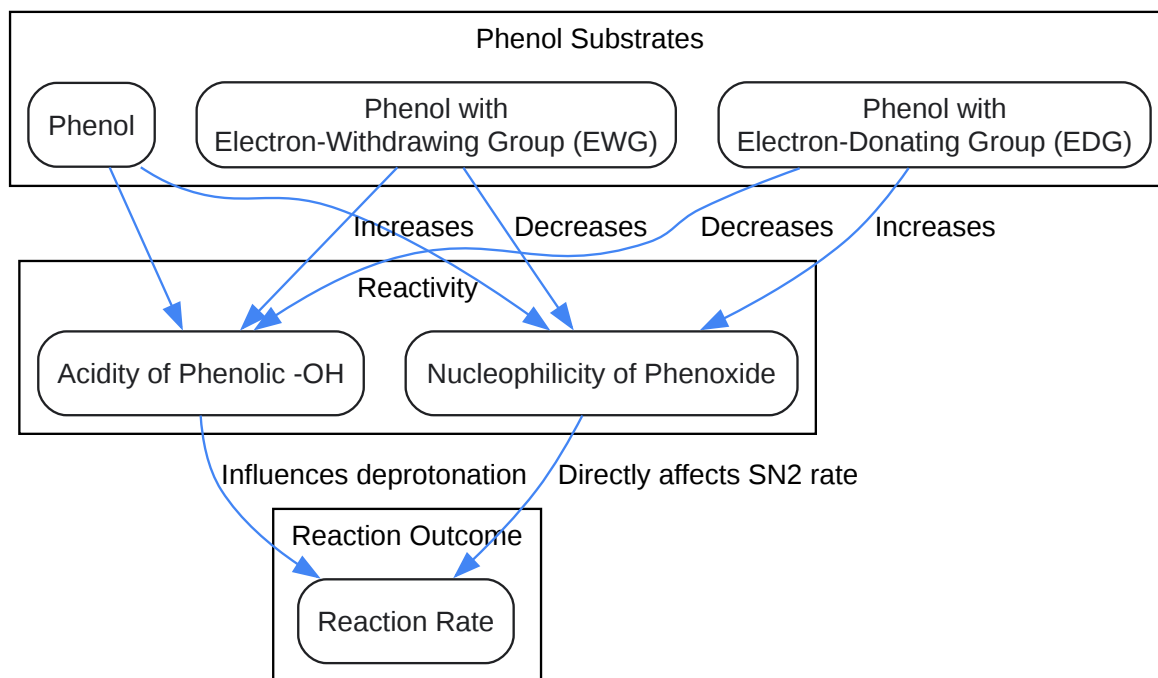 Phenol Substrates
Phenol
Phenol with
Electron-Withdrawing Group (EWG)
Phenol with
Electron-Donating Group (EDG)
Increases
Decreases
Decreases
Increases
Reactivity
Acidity of Phenolic -OH
Nucleophilicity of Phenoxide
Influences deprotonation
Directly affects SN2 rate
Reaction Outcome
Reaction Rate